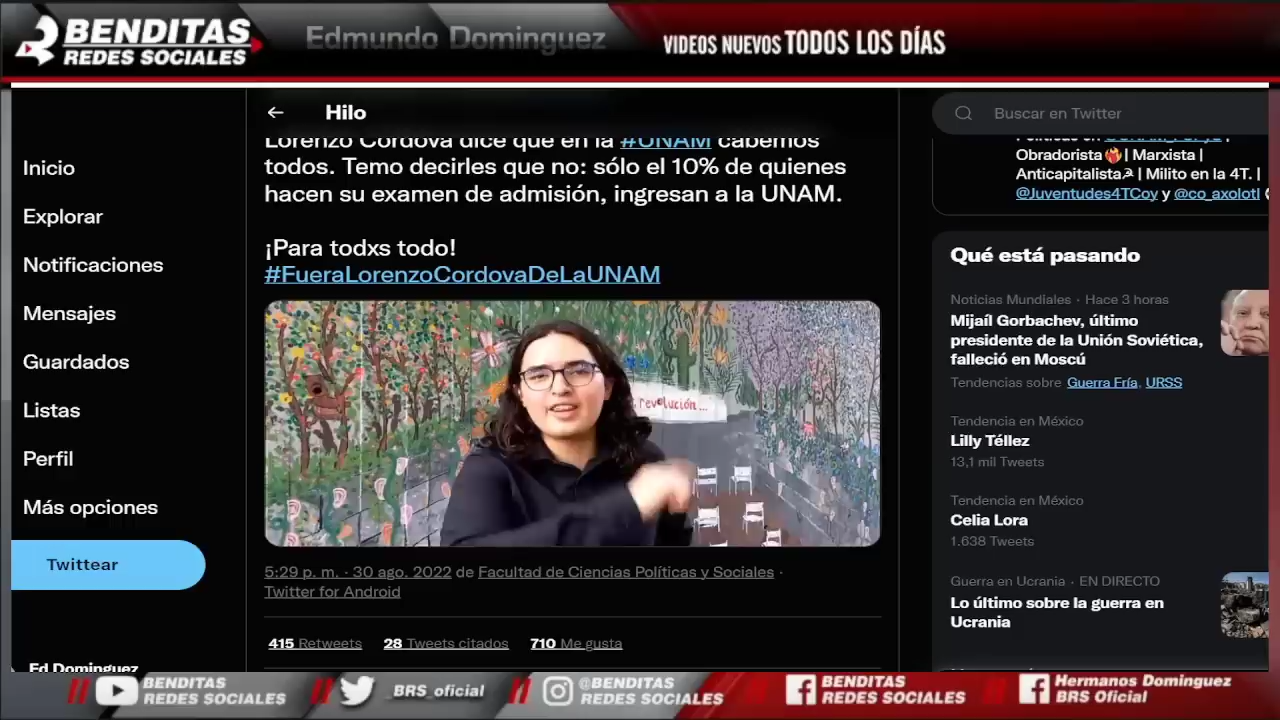 BENDITAS
REDES SOCIALES
Edmundo Dominguez
VIDEOS NUEVOS TODOS LOS DÍAS
Inicio
Explorar
Notificaciones
Mensajes
Guardados
Listas
Perfil
Más opciones
Twittear
Ed Dominguez
Hilo
Lorenzo Córdova dice que en la #UNAM cabemos
todos. Temo decirles que no: sólo el 10% de quienes
hacen su examen de admisión, ingresan a la UNAM.
¡Para todxs todo!
#FueraLorenzoCordovaDeLaUNAM
revolución...
5:29 p. m. · 30 ago. 2022 de Facultad de Ciencias Políticas y Sociales ·
Twitter for Android
415 Retweets 28 Tweets citados 710 Me gusta
Buscar en Twitter
Obradorista | Marxista |
Anticapitalista☭ | Milito en la 4T. |
@Juventudes4TCoy y @co_axolotl
Qué está pasando
Noticias Mundiales · Hace 3 horas
Mijaíl Gorbachev, último
presidente de la Unión Soviética,
falleció en Moscú
Tendencias sobre Guerra Fría, URSS
Tendencia en México
Lilly Téllez
13,1 mil Tweets
Tendencia en México
Celia Lora
1.638 Tweets
Guerra en Ucrania · EN DIRECTO
Lo último sobre la guerra en
Ucrania
BENDITAS
REDES SOCIALES
BRS_oficial
@BENDITAS
REDES SOCIALES
BENDITAS
REDES SOCIALES
Hermanos Dominguez
BRS Oficial